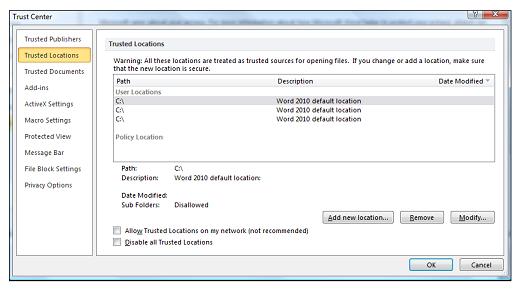 Trust Center
Trusted Publishers
Trusted Locations
Trusted Documents
Add-ins
ActiveX Settings
Macro Settings
Protected View
Message Bar
File Block Settings
Privacy Options
Trusted Locations
Warning: All these locations are treated as trusted sources for opening files. If you change or add a location, make sure
that the new location is secure.
Path Description Date Modified
User Locations
C:\ Word 2010 default location
C:\ Word 2010 default location
C:\ Word 2010 default location
Policy Location
Path: C:\
Description: Word 2010 default location:
Date Modified:
Sub Folders: Disallowed
Add new location... Remove Modify...
Allow Trusted Locations on my network (not recommended)
Disable all Trusted Locations
OK Cancel